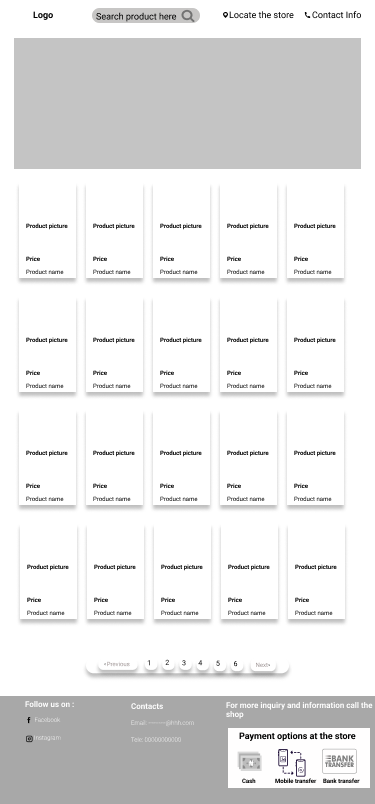 Logo
Search product here
Locate the store
Contact Info
Product picture Product picture Product picture Product picture Product picture
Price Price Price Price Price
Product name Product name Product name Product name Product name
Product picture Product picture Product picture Product picture Product picture
Price Price Price Price Price
Product name Product name Product name Product name Product name
Product picture Product picture Product picture Product picture Product picture
Price Price Price Price Price
Product name Product name Product name Product name Product name
Product picture Product picture Product picture Product picture Product picture
Price Price Price Price Price
Product name Product name Product name Product name Product name
<Previous 1 2 3 4 5 6 Next>
Follow us on :
Facebook
Instagram
Contacts
For more inquiry and information call the
shop
Payment options at the store
BANK
TRANSFER
Cash Mobile transfer Bank transfer